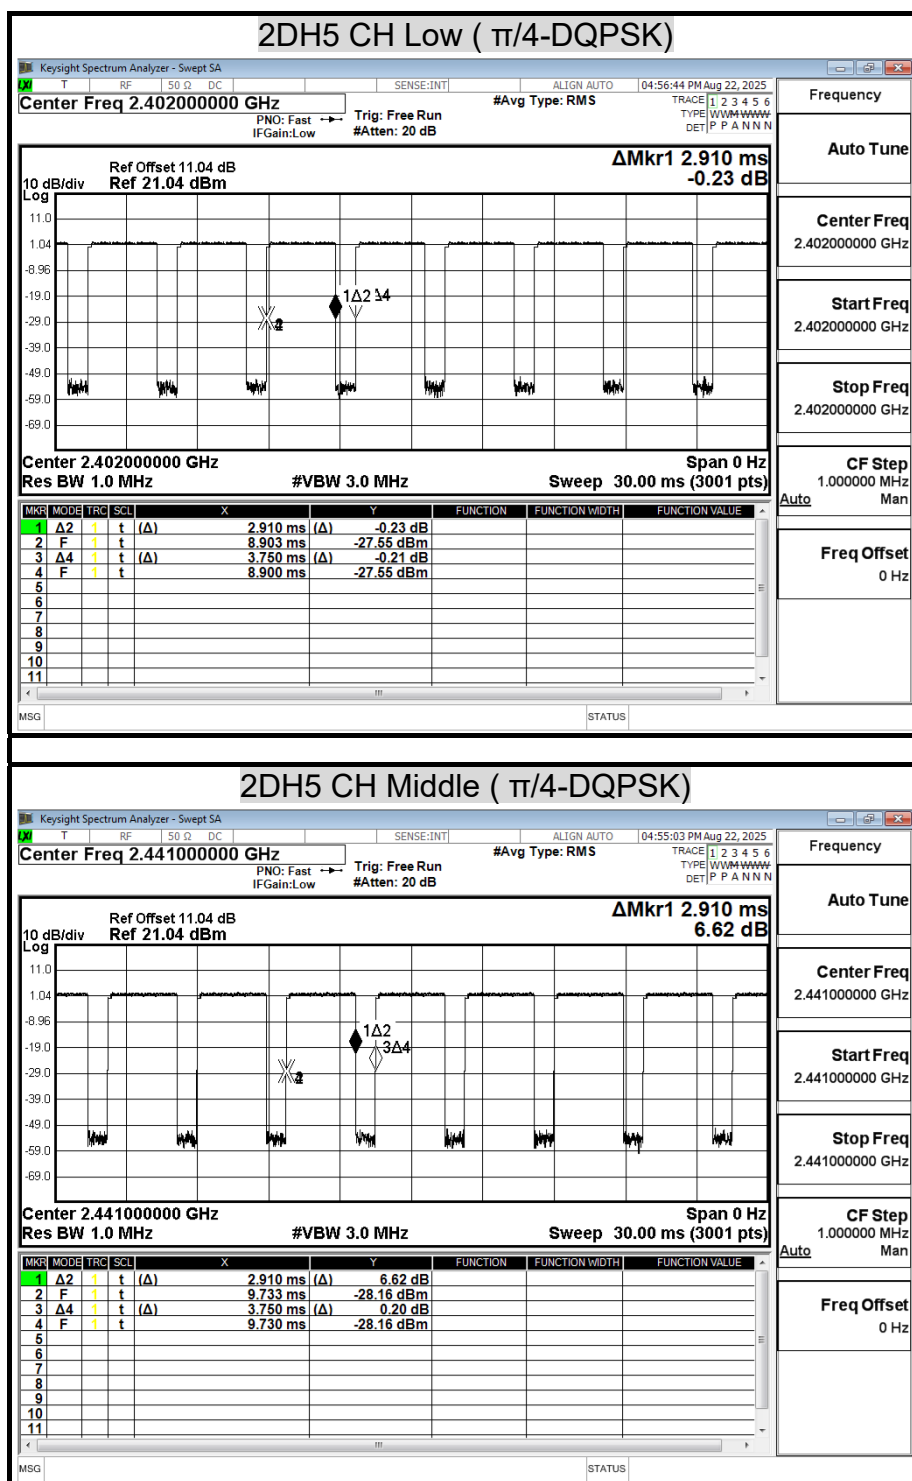 2DH5 CH Low ( π/4-DQPSK)
Keysight Spectrum Analyzer - Swept SA
LXI T RF 50 Ω DC SENSE:INT ALIGN AUTO 04:56:44 PM Aug 22, 2025
Center Freq 2.402000000 GHz #Avg Type: RMS TRACE 1 2 3 4 5 6
PNO: Fast Trig: Free Run TYPE WWMWWWW
IFGain:Low #Atten: 20 dB DET P P A N N N
Frequency
Auto Tune
ΔMkr1 2.910 ms
-0.23 dB
Ref Offset 11.04 dB
10 dB/div Ref 21.04 dBm
Log
11.0
1.04
-8.96
-19.0
-29.0
-39.0
-49.0
-59.0
-69.0
1Δ2
Δ4
2
Center Freq
2.402000000 GHz
Start Freq
2.402000000 GHz
Stop Freq
2.402000000 GHz
CF Step
1.000000 MHz
Auto Man
Freq Offset
0 Hz
Center 2.402000000 GHz Span 0 Hz
Res BW 1.0 MHz #VBW 3.0 MHz Sweep 30.00 ms (3001 pts)
MKR MODE TRC SCL X Y FUNCTION FUNCTION WIDTH FUNCTION VALUE
1 Δ2 1 t (Δ) 2.910 ms (Δ) -0.23 dB
2 F 1 t 8.903 ms -27.55 dBm
3 Δ4 1 t (Δ) 3.750 ms (Δ) -0.21 dB
4 F 1 t 8.900 ms -27.55 dBm
5
6
7
8
9
10
11
MSG STATUS
2DH5 CH Middle ( π/4-DQPSK)
Keysight Spectrum Analyzer - Swept SA
LXI T RF 50 Ω DC SENSE:INT ALIGN AUTO 04:55:03 PM Aug 22, 2025
Center Freq 2.441000000 GHz #Avg Type: RMS TRACE 1 2 3 4 5 6
PNO: Fast Trig: Free Run TYPE WWMWWWW
IFGain:Low #Atten: 20 dB DET P P A N N N
Frequency
Auto Tune
ΔMkr1 2.910 ms
6.62 dB
Ref Offset 11.04 dB
10 dB/div Ref 21.04 dBm
Log
11.0
1.04
-8.96
-19.0
-29.0
-39.0
-49.0
-59.0
-69.0
1Δ2
3Δ4
Center Freq
2.441000000 GHz
Start Freq
2.441000000 GHz
Stop Freq
2.441000000 GHz
CF Step
1.000000 MHz
Auto Man
Freq Offset
0 Hz
Center 2.441000000 GHz Span 0 Hz
Res BW 1.0 MHz #VBW 3.0 MHz Sweep 30.00 ms (3001 pts)
MKR MODE TRC SCL X Y FUNCTION FUNCTION WIDTH FUNCTION VALUE
1 Δ2 1 t (Δ) 2.910 ms (Δ) 6.62 dB
2 F 1 t 9.733 ms -28.16 dBm
3 Δ4 1 t (Δ) 3.750 ms (Δ) 0.20 dB
4 F 1 t 9.730 ms -28.16 dBm
5
6
7
8
9
10
11
MSG STATUS